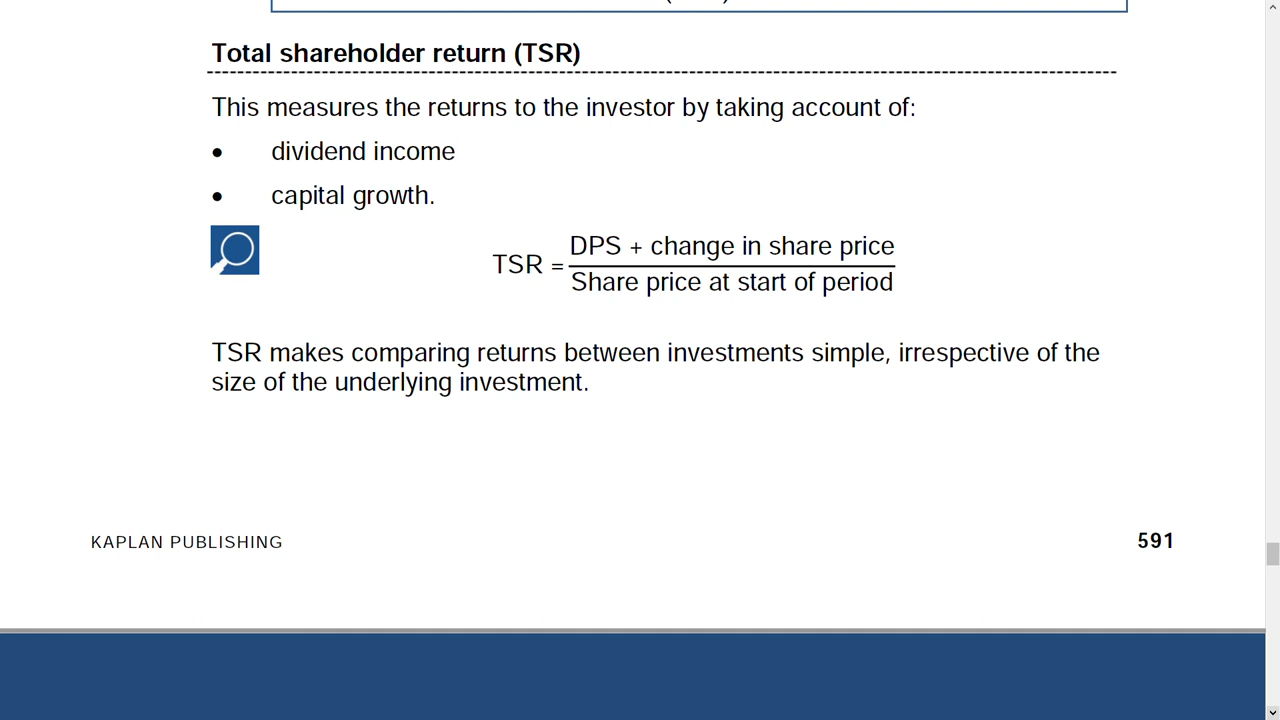 Total shareholder return (TSR)
This measures the returns to the investor by taking account of:
• dividend income
• capital growth.
DPS + change in share price
TSR =
Share price at start of period
TSR makes comparing returns between investments simple, irrespective of the
size of the underlying investment.
KAPLAN PUBLISHING
591